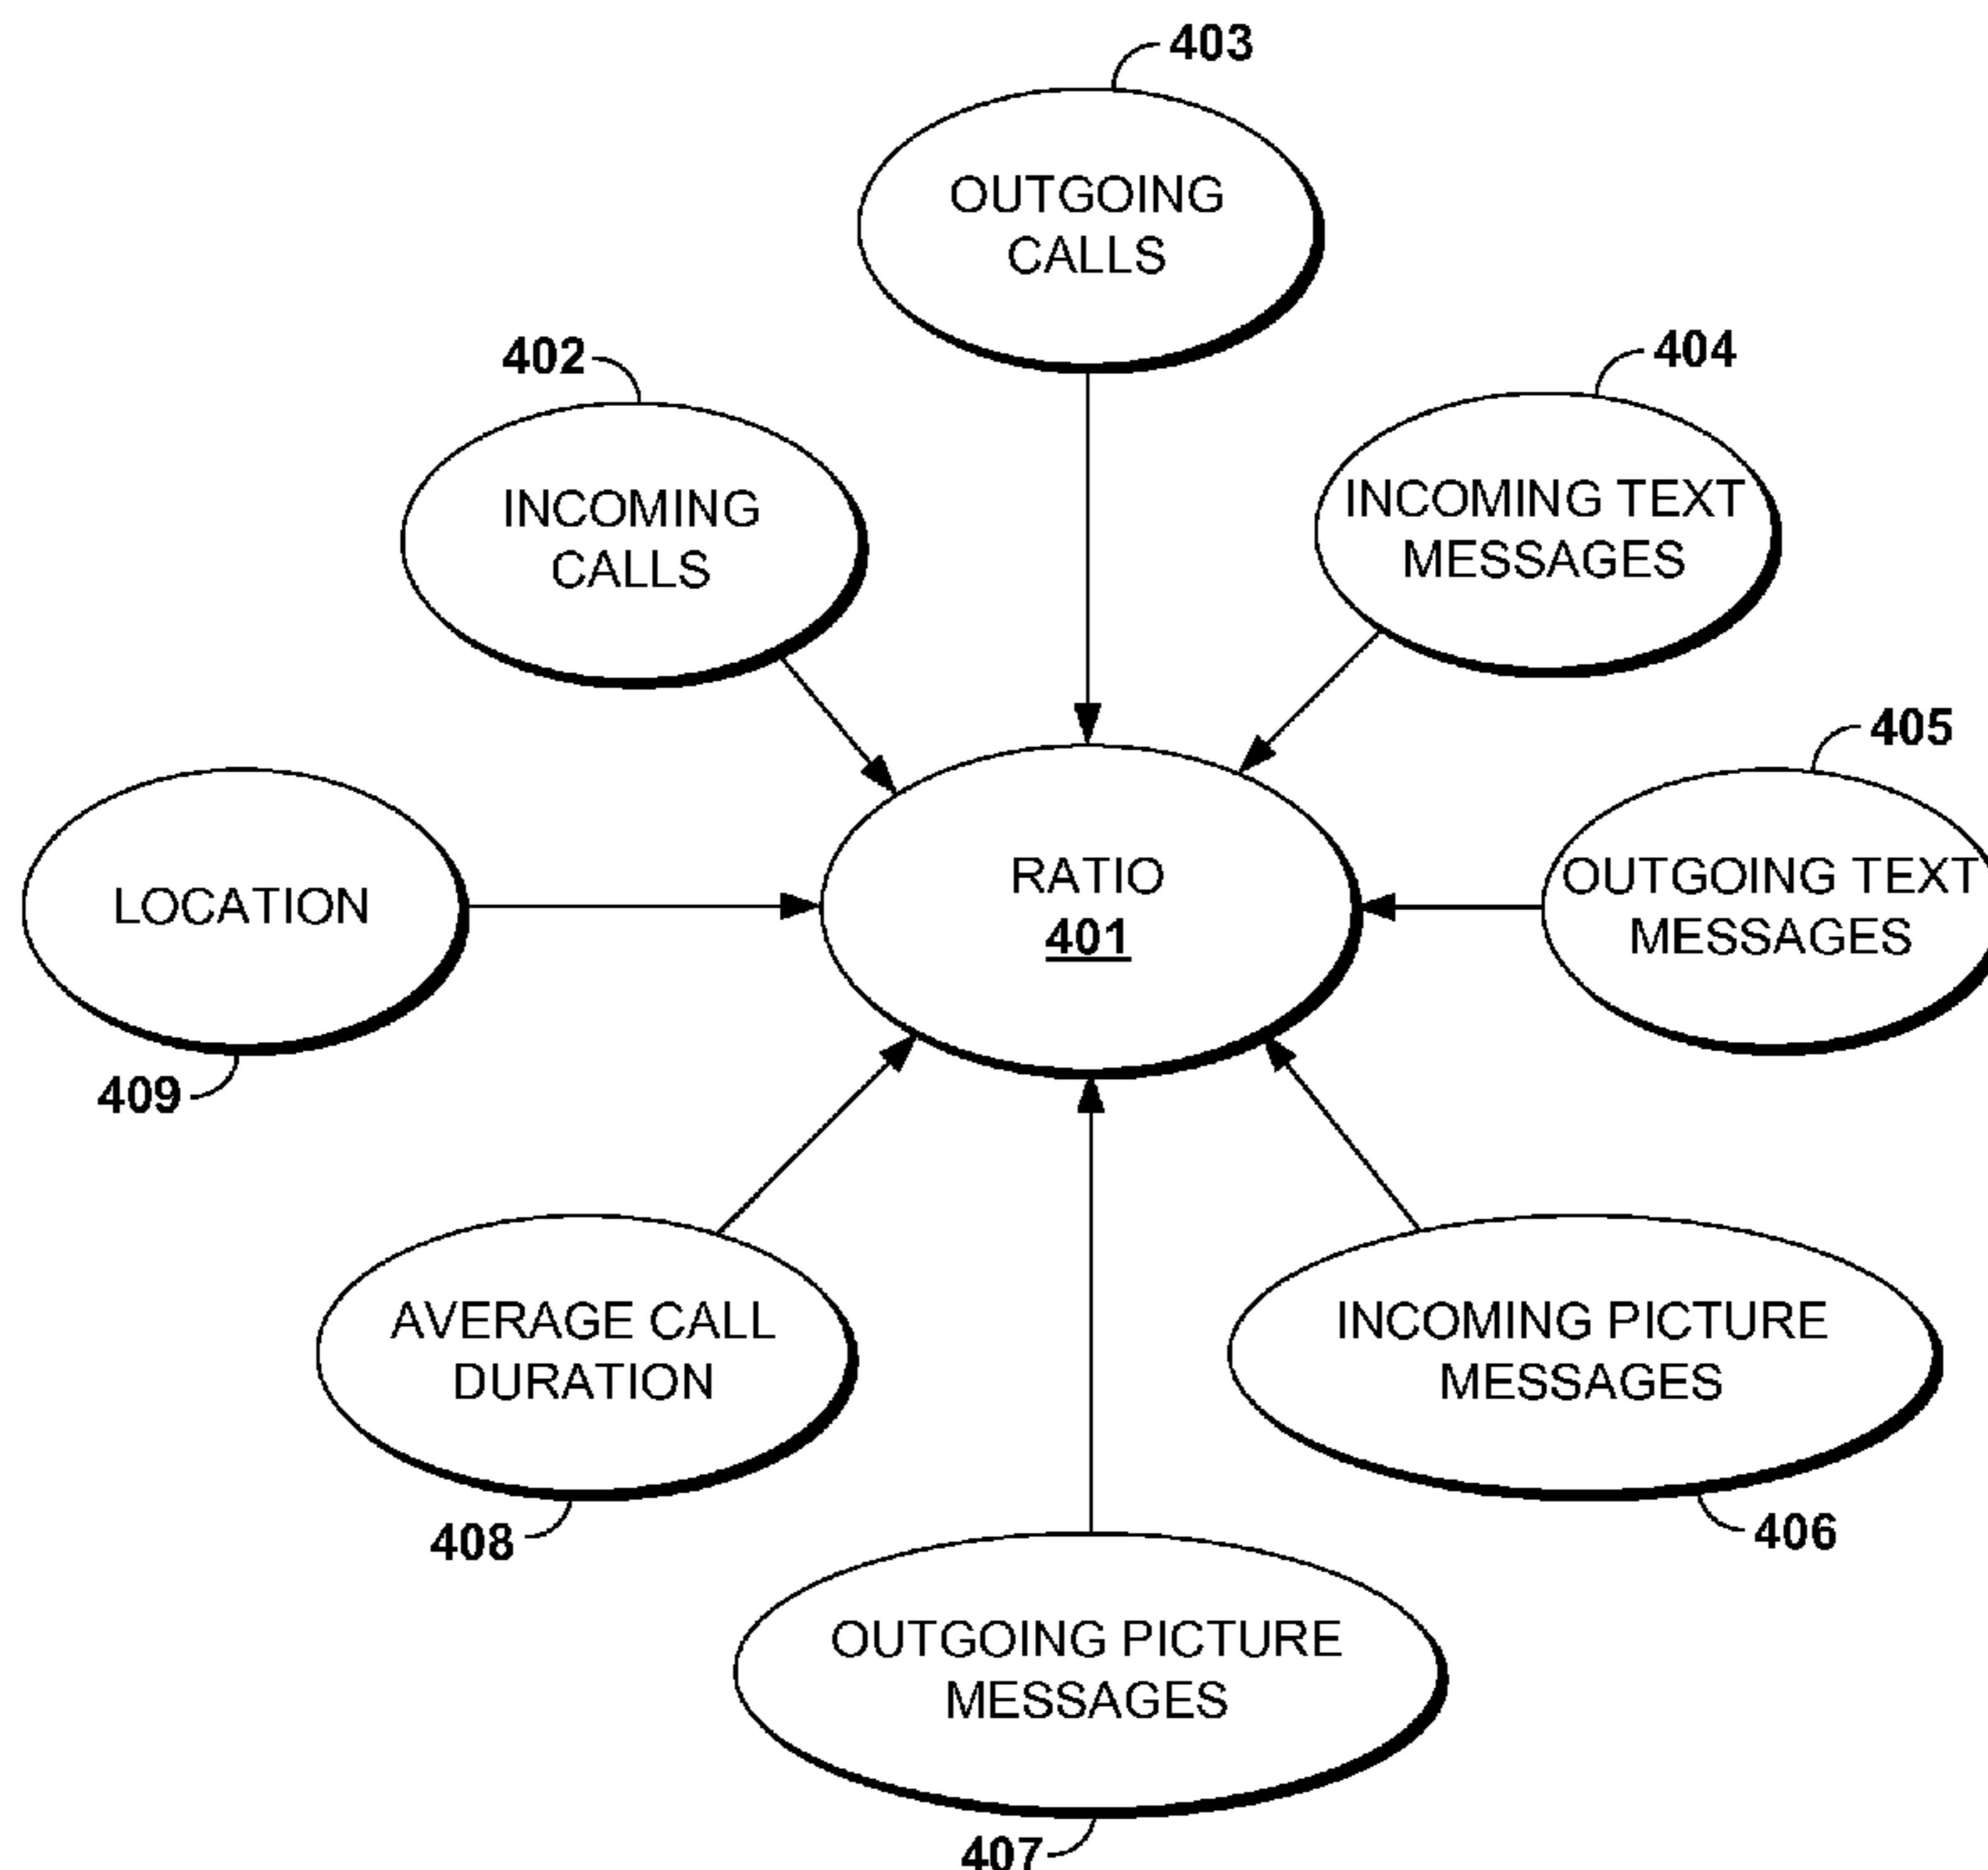 403
OUTGOING
CALLS
402
INCOMING
CALLS
404
INCOMING TEXT
MESSAGES
405
OUTGOING TEXT
MESSAGES
RATIO
401
LOCATION
409
AVERAGE CALL
DURATION
408
INCOMING PICTURE
MESSAGES
406
OUTGOING PICTURE
MESSAGES
407